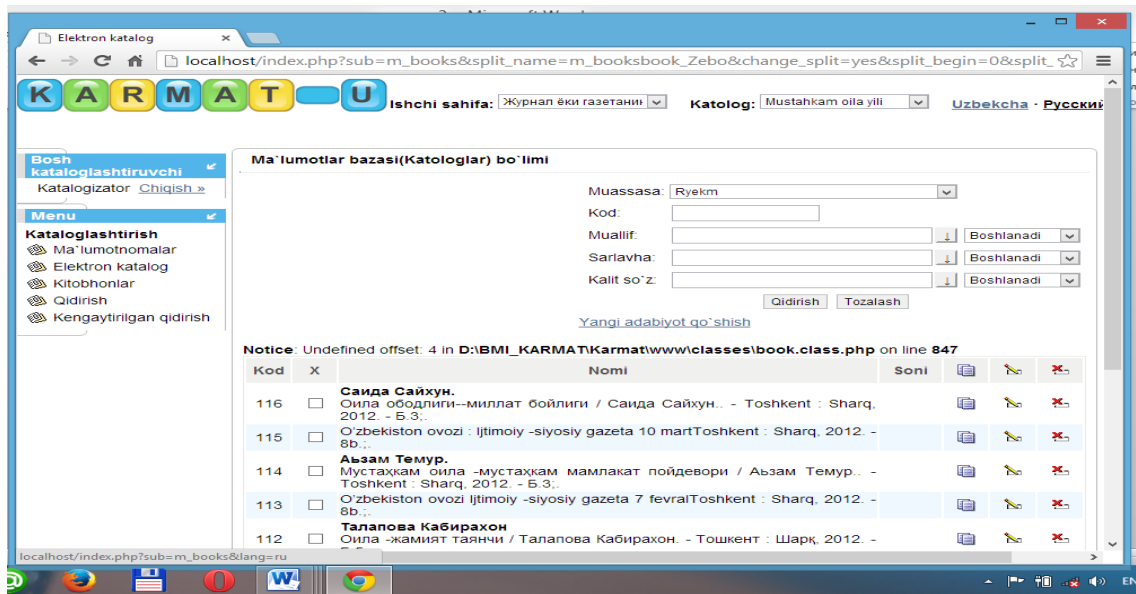 Elektron katalog
localhost/index.php?sub=m_books&split_name=m_booksbook_Zebo&change_split=yes&split_begin=0&split_
KARMAT-U Ishchi sahifa: Журнал ёки газетани Katolog: Mustahkam oila yili Uzbekcha · Русский
Bosh kataloglashtiruvchi
Katalogizator Chiqish »
Menu
Kataloglashtirish
Ma`lumotnomalar
Elektron katalog
Kitobhonlar
Qidirish
Kengaytirilgan qidirish
Ma`lumotlar bazasi(Katologlar) bo`limi
Muassasa: Ryekm
Kod:
Muallif: ↓ Boshlanadi
Sarlavha: ↓ Boshlanadi
Kalit so`z: ↓ Boshlanadi
Qidirish Tozalash
Yangi adabiyot qo`shish
Notice: Undefined offset: 4 in D:\BMI_KARMAT\Karmat\www\classes\book.class.php on line 847
Kod X Nomi Soni
Саида Сайхун.
116 Оила ободлиги--миллат бойлиги / Саида Сайхун.. - Toshkent : Sharq,
2012. - Б.3;.
115 O'zbekiston ovozi : Ijtimoiy -siyosiy gazeta 10 martToshkent : Sharq, 2012. -
8b.;.
Аъзам Темур.
114 Мустаҳкам оила -мустаҳкам мамлакат пойдевори / Аъзам Темур.. -
Toshkent : Sharq, 2012. - Б.3;.
113 O'zbekiston ovozi Ijtimoiy -siyosiy gazeta 7 fevralToshkent : Sharq, 2012. -
8b.;.
Талапова Кабирахон
112 Оила -жамият таянчи / Талапова Кабирахон. - Тошкент : Шарқ, 2012. -
localhost/index.php?sub=m_books&lang=ru
EN